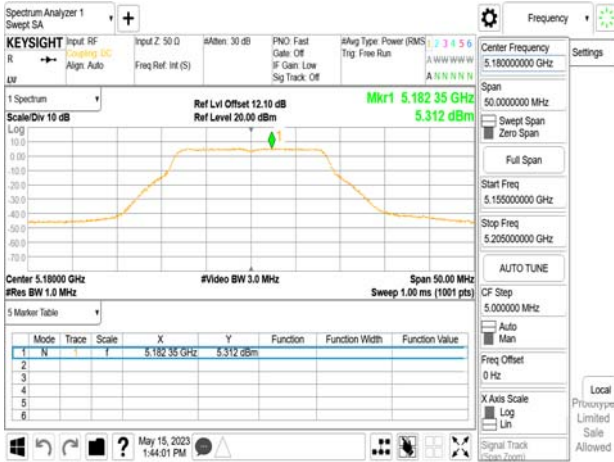 Spectrum Analyzer 1
Swept SA
Frequency
KEYSIGHT
R
Input: RF
Coupling: DC
Align: Auto
Input Z: 50 Ω
Freq Ref: Int (S)
#Atten: 30 dB
PNO: Fast
Gate: Off
IF Gain: Low
Sig Track: Off
#Avg Type: Power (RMS)
Trig: Free Run
1 2 3 4 5 6
A W W W W W
A N N N N N
1 Spectrum
Scale/Div 10 dB
Ref Lvl Offset 12.10 dB
Ref Level 20.00 dBm
Mkr1 5.182 35 GHz
5.312 dBm
Log
10.0
0.00
-10.0
-20.0
-30.0
-40.0
-50.0
-60.0
-70.0
1
Center 5.18000 GHz
#Res BW 1.0 MHz
#Video BW 3.0 MHz
Span 50.00 MHz
Sweep 1.00 ms (1001 pts)
5 Marker Table
Mode Trace Scale X Y Function Function Width Function Value
1 N 1 f 5.182 35 GHz 5.312 dBm
2
3
4
5
6
May 15, 2023
1:44:01 PM
Center Frequency
5.180000000 GHz
Settings
Span
50.0000000 MHz
Swept Span
Zero Span
Full Span
Start Freq
5.155000000 GHz
Stop Freq
5.205000000 GHz
AUTO TUNE
CF Step
5.000000 MHz
Auto
Man
Freq Offset
0 Hz
X Axis Scale
Log
Lin
Signal Track
(Span Zoom)
Local
Prototype
Limited
Sale
Allowed